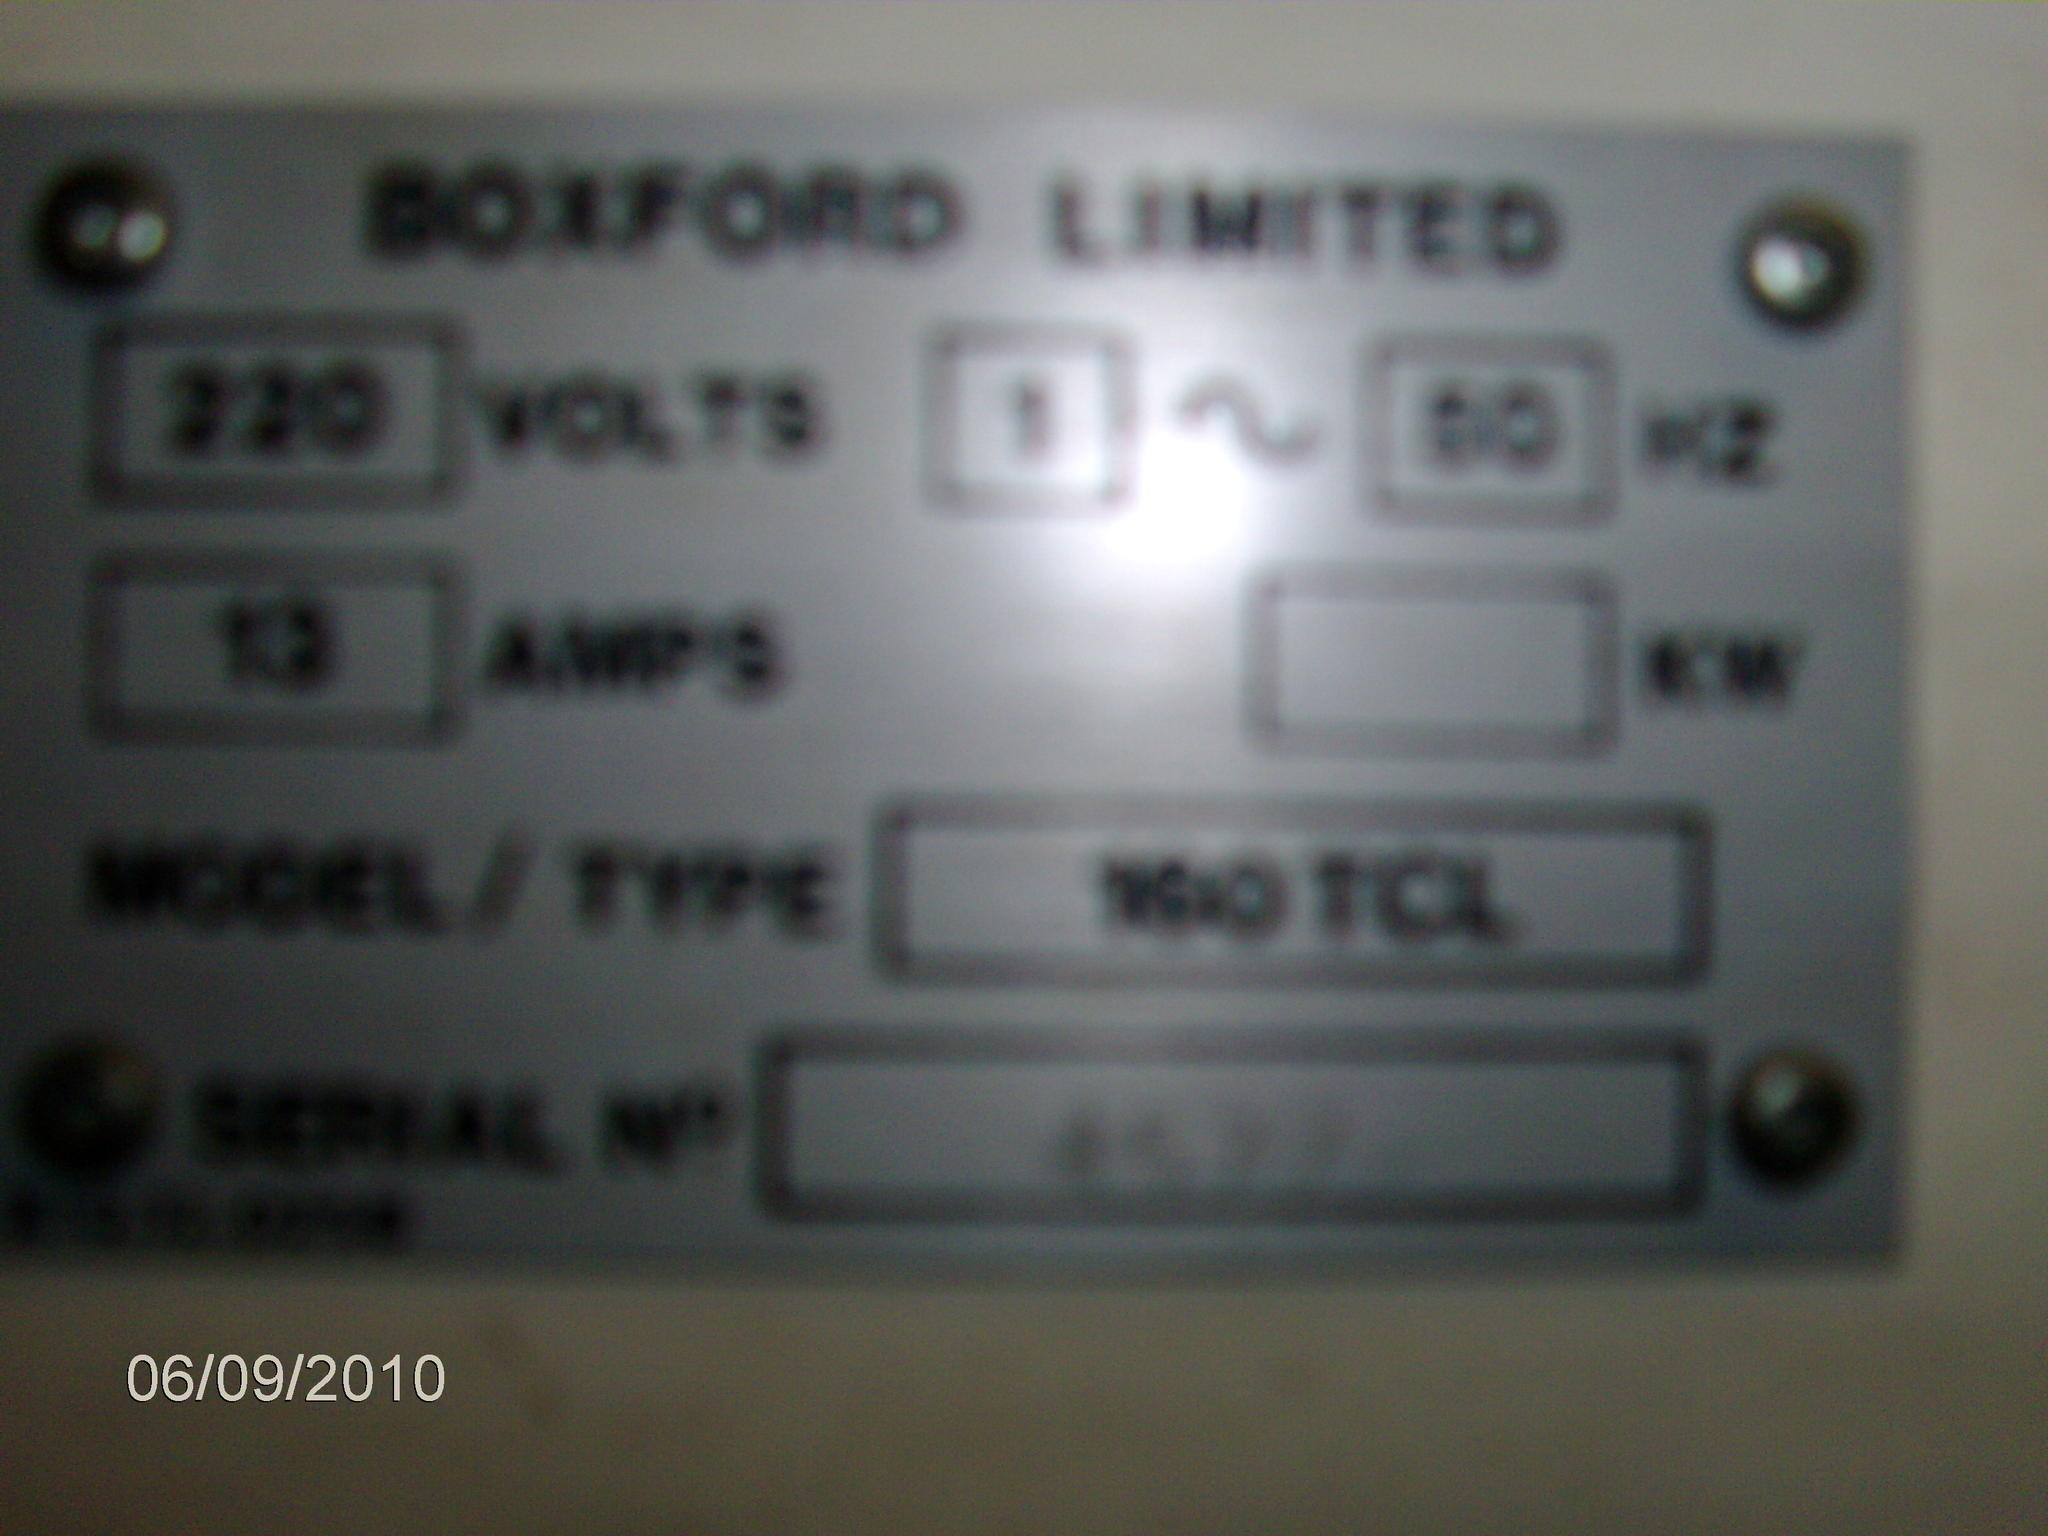 BOXFORD LIMITED
220 VOLTS 1 ~ 50 HZ
13 AMPS KW
MODEL / TYPE 160 TCL
SERIAL Nº
06/09/2010